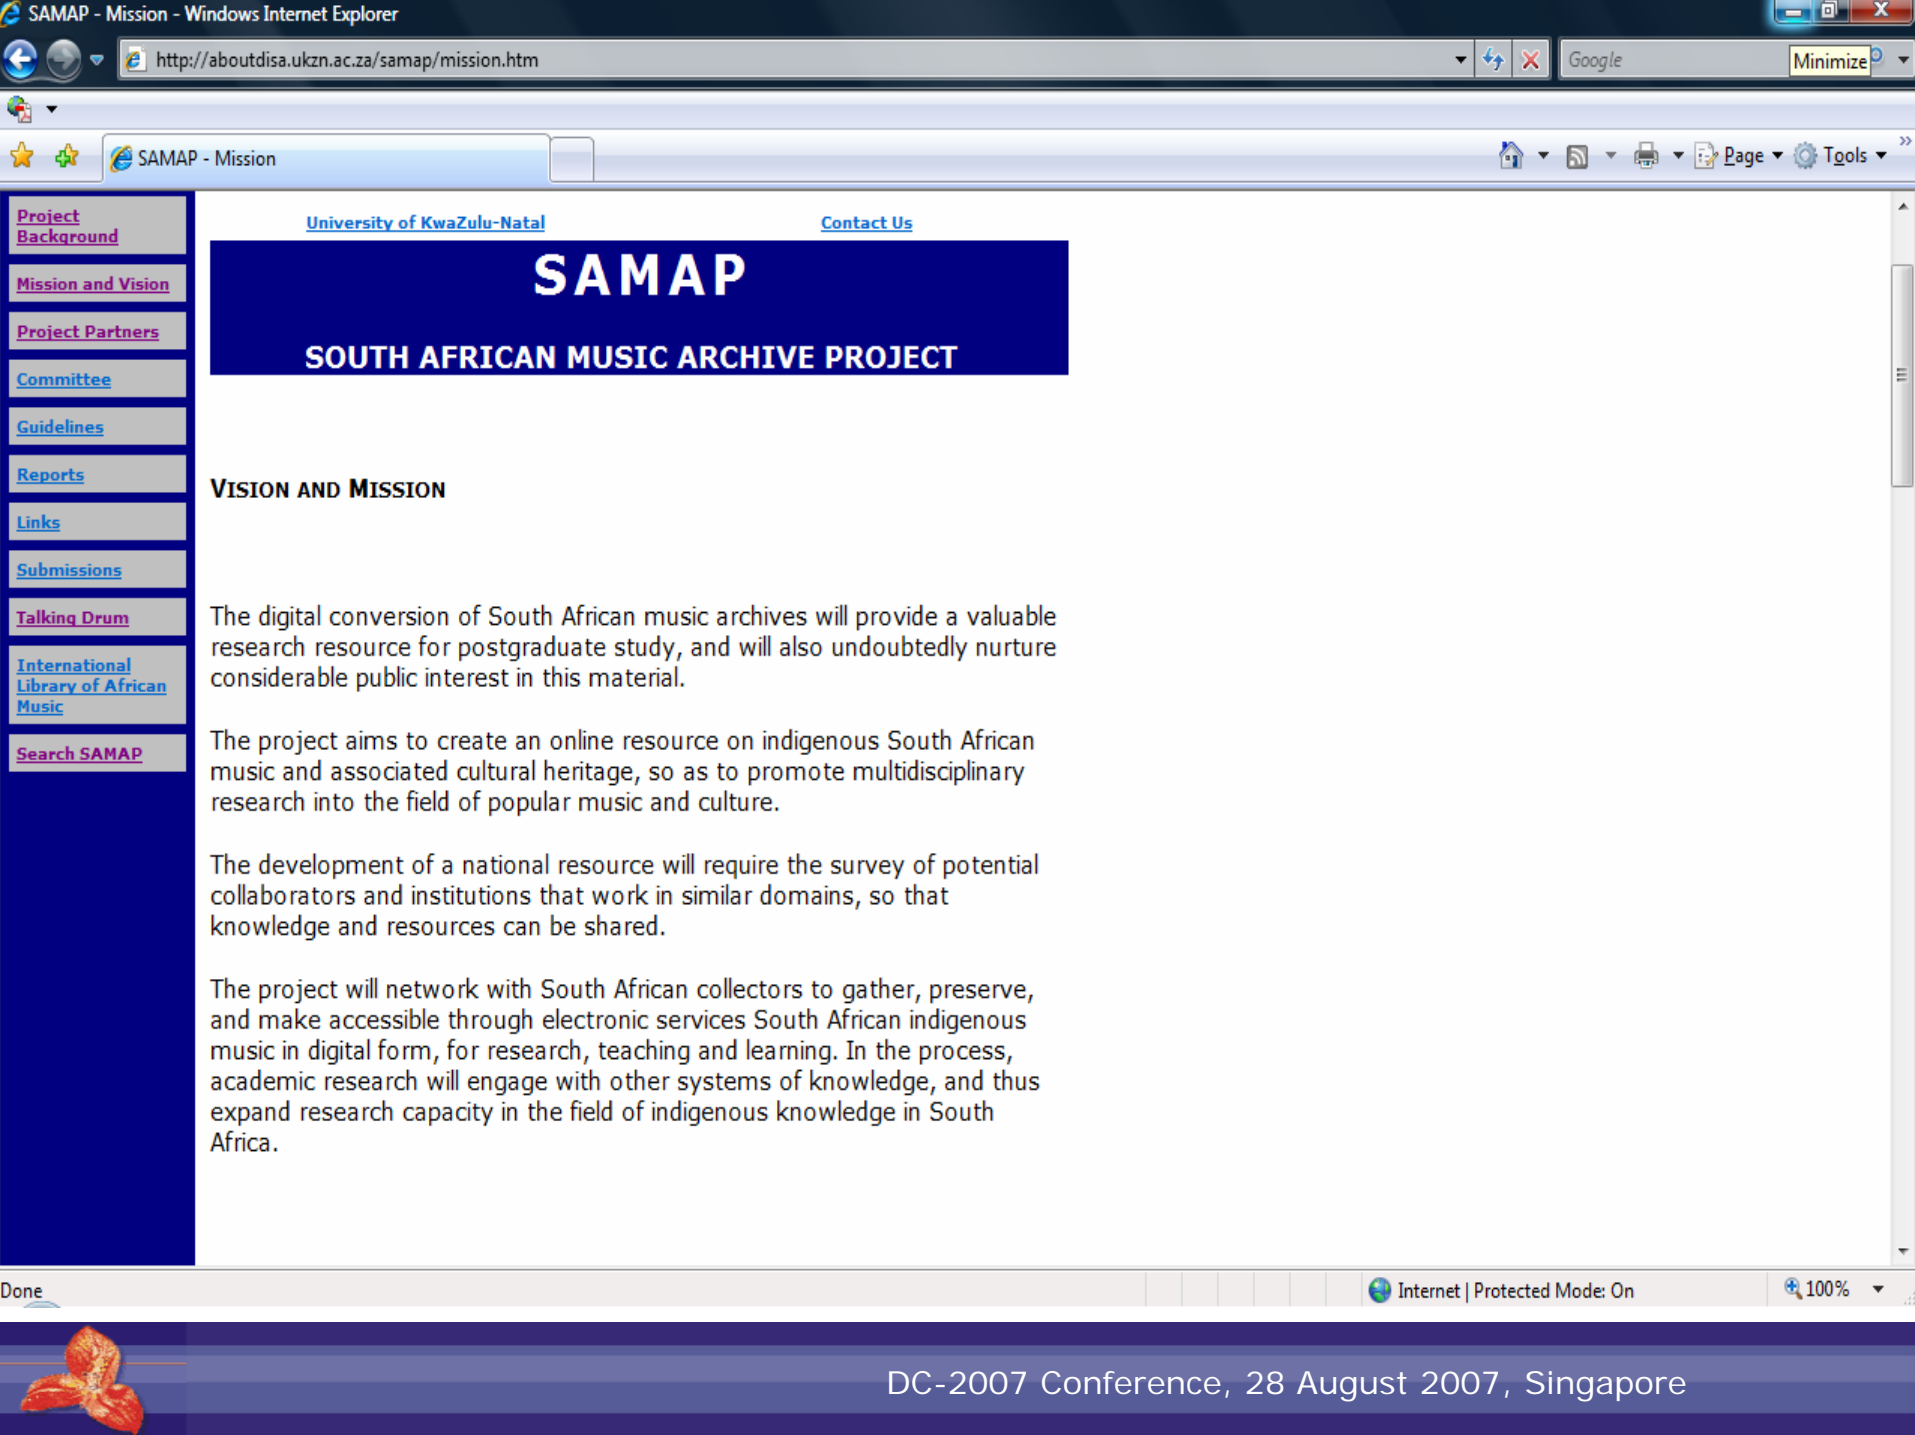 SAMAP - Mission - Windows Internet Explorer
http://aboutdisa.ukzn.ac.za/samap/mission.htm
Google
Minimize
SAMAP - Mission
Page
Tools
Project
Background
Mission and Vision
Project Partners
Committee
Guidelines
Reports
Links
Submissions
Talking Drum
International
Library of African
Music
Search SAMAP
University of KwaZulu-Natal
Contact Us
SAMAP
SOUTH AFRICAN MUSIC ARCHIVE PROJECT
VISION AND MISSION
The digital conversion of South African music archives will provide a valuable
research resource for postgraduate study, and will also undoubtedly nurture
considerable public interest in this material.
The project aims to create an online resource on indigenous South African
music and associated cultural heritage, so as to promote multidisciplinary
research into the field of popular music and culture.
The development of a national resource will require the survey of potential
collaborators and institutions that work in similar domains, so that
knowledge and resources can be shared.
The project will network with South African collectors to gather, preserve,
and make accessible through electronic services South African indigenous
music in digital form, for research, teaching and learning. In the process,
academic research will engage with other systems of knowledge, and thus
expand research capacity in the field of indigenous knowledge in South
Africa.
Done
Internet | Protected Mode: On
100%
DC-2007 Conference, 28 August 2007, Singapore